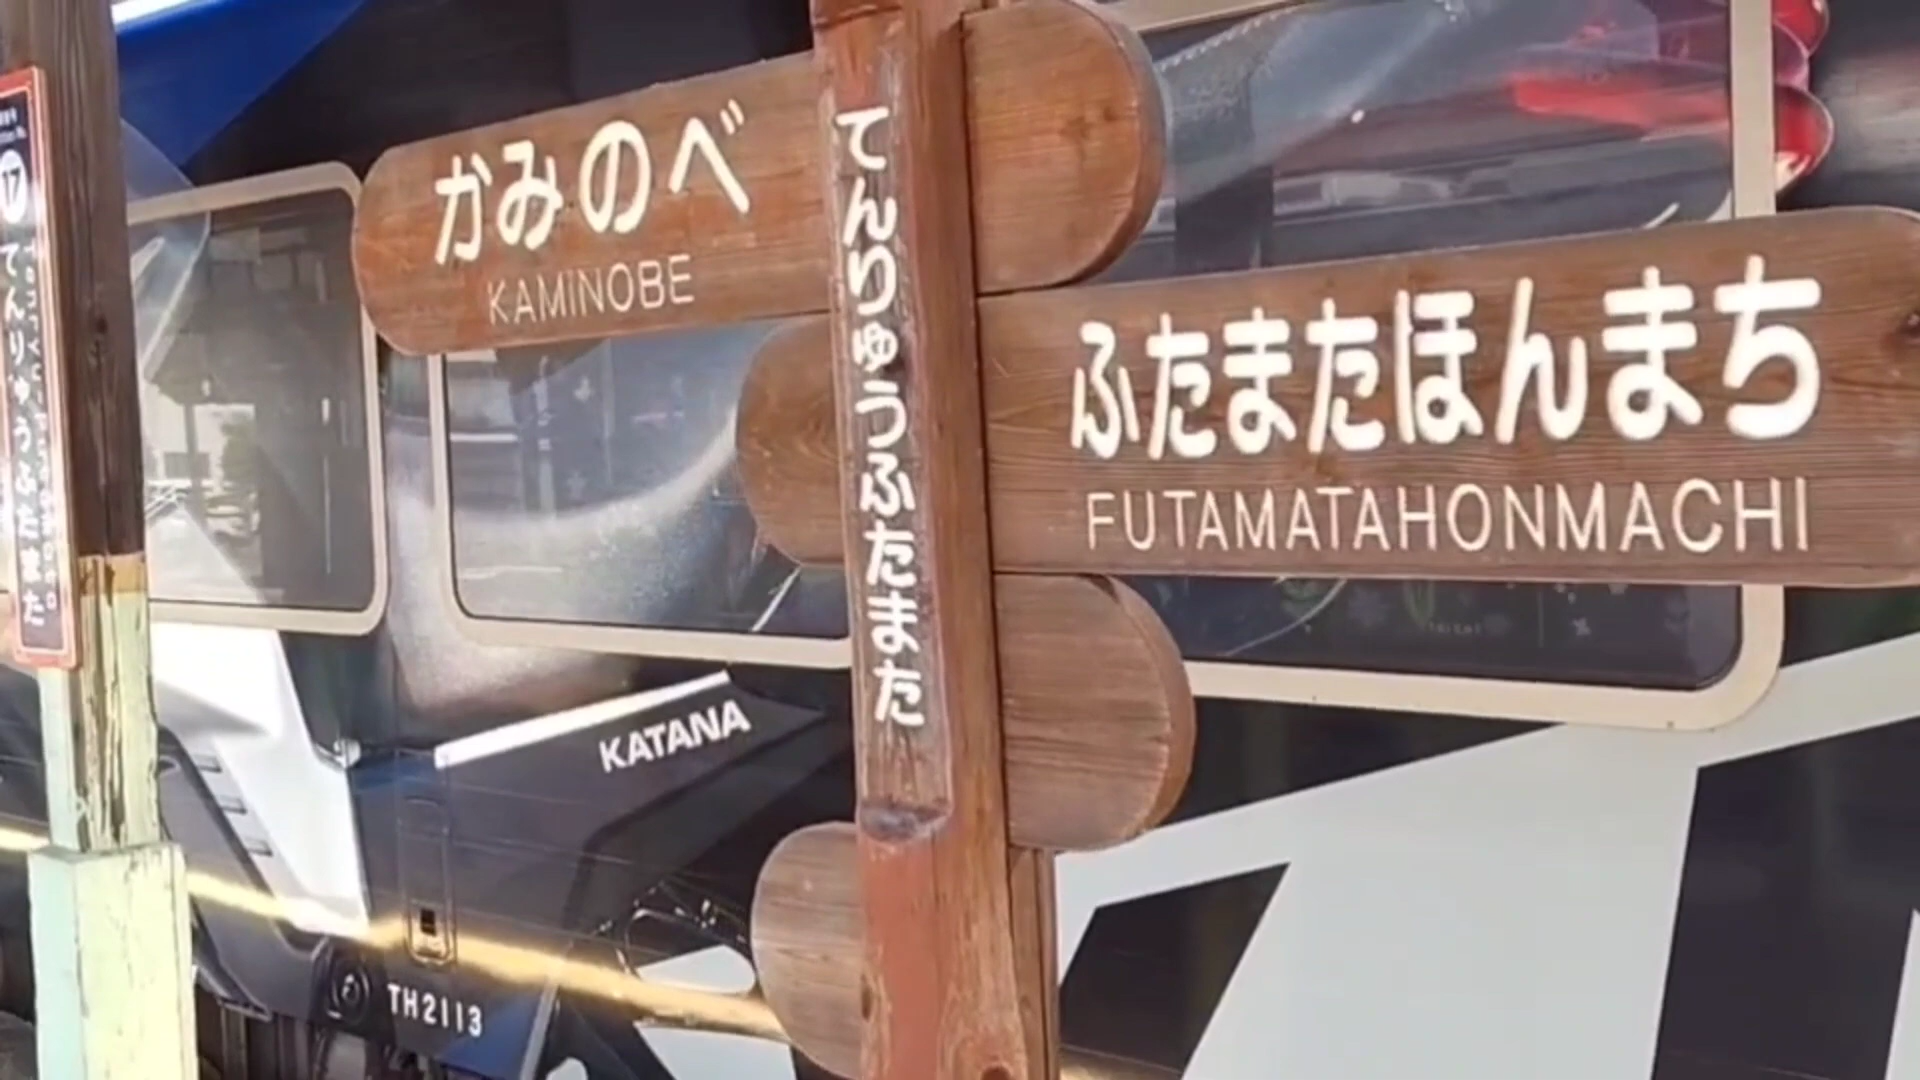 かみのべ
KAMINOBE
てんりゅうふたまた
ふたまたほんまち
FUTAMATAHONMACHI
17
てんりゅうふたまた
KATANA
TH2113